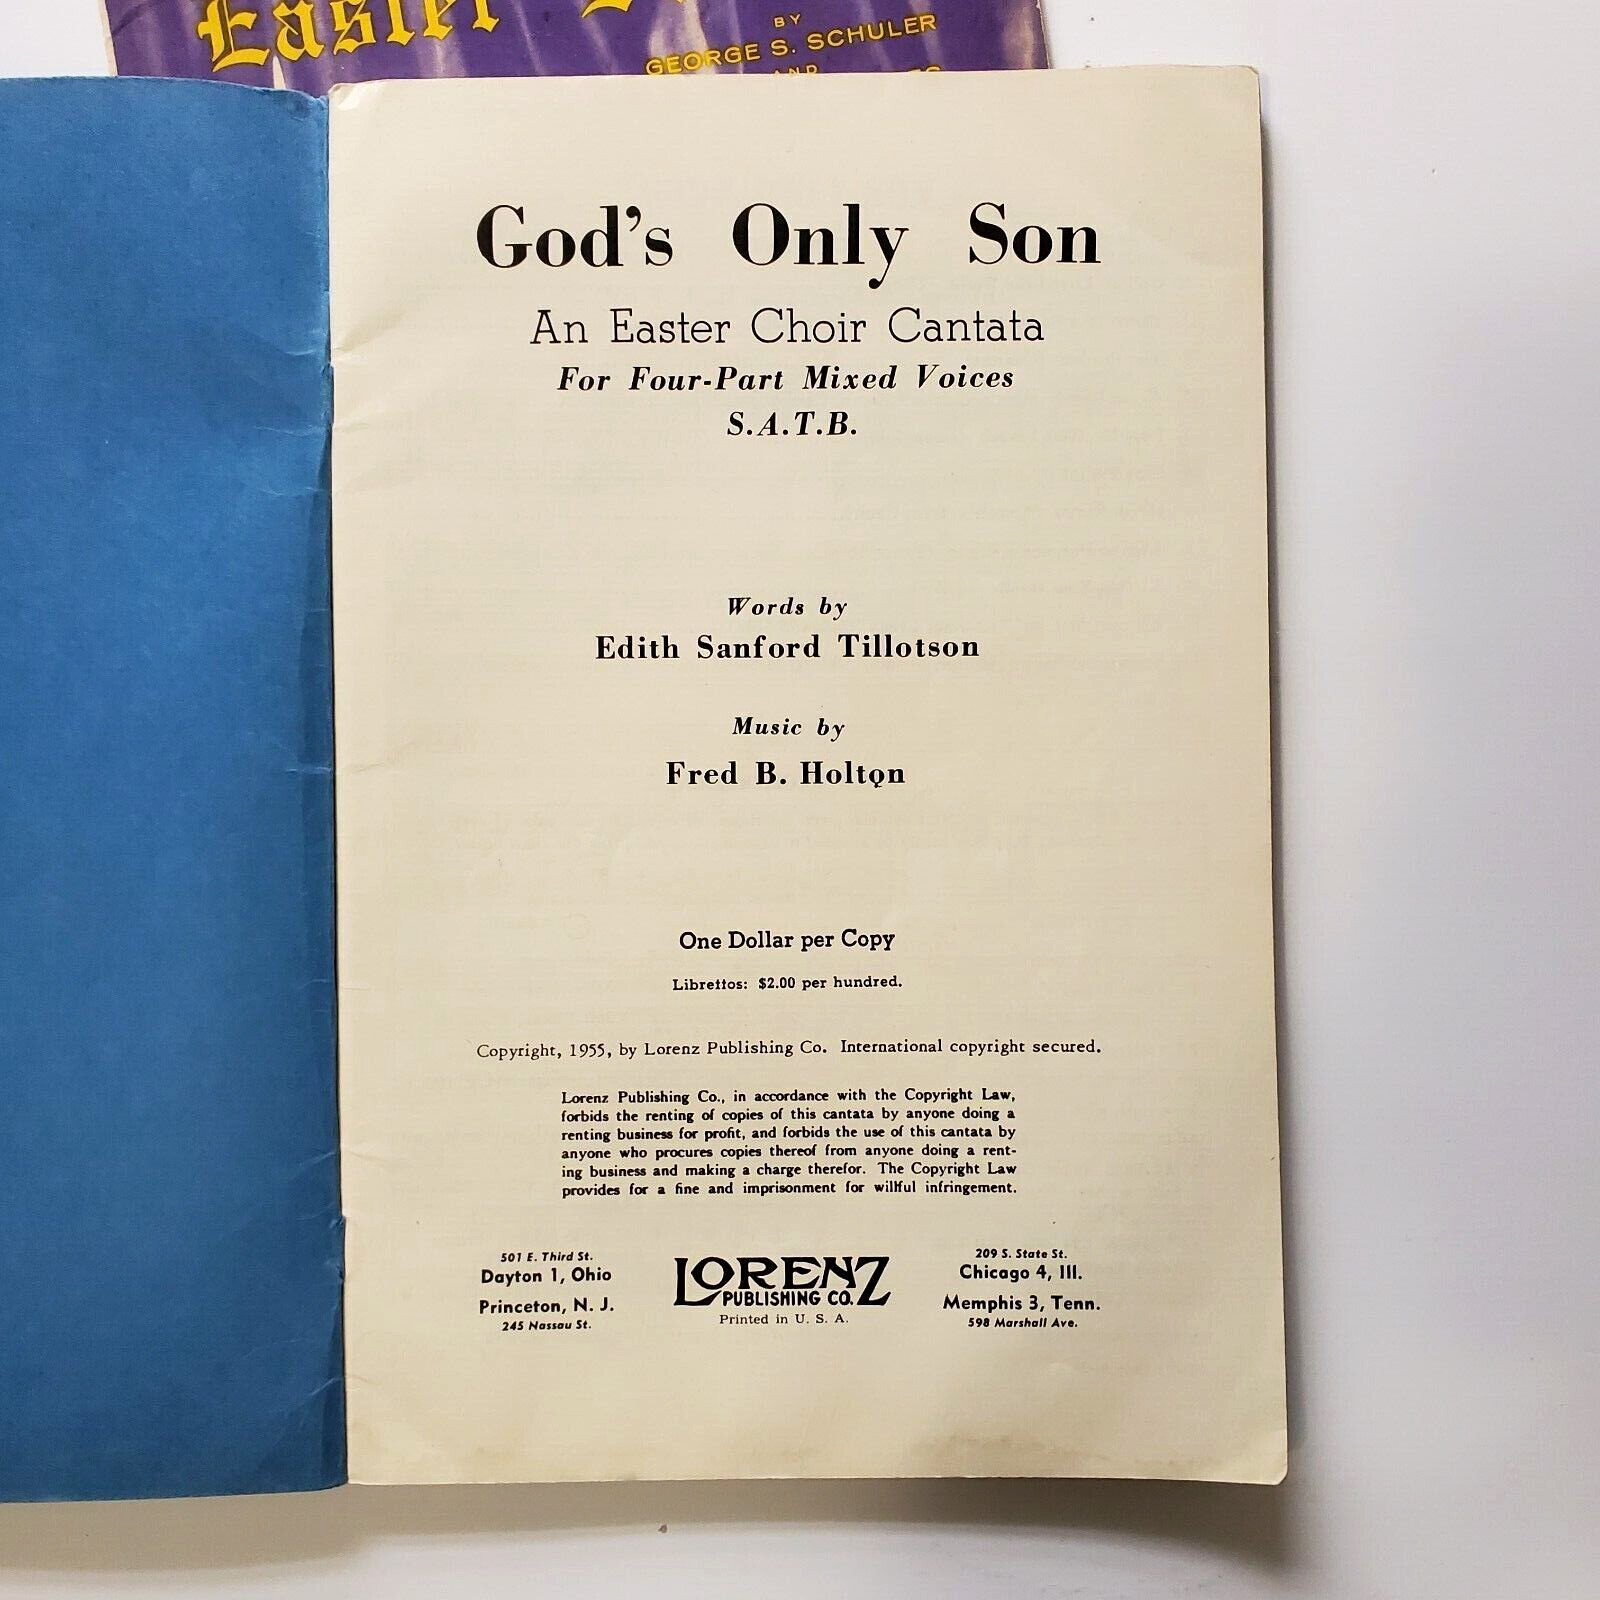 Easter
BY
GEORGE S. SCHULER
AND
God's Only Son
An Easter Choir Cantata
For Four-Part Mixed Voices
S.A.T.B.
Words by
Edith Sanford Tillotson
Music by
Fred B. Holton
One Dollar per Copy
Librettos: $2.00 per hundred.
Copyright, 1955, by Lorenz Publishing Co. International copyright secured.
Lorenz Publishing Co., in accordance with the Copyright Law,
forbids the renting of copies of this cantata by anyone doing a
renting business for profit, and forbids the use of this cantata by
anyone who procures copies thereof from anyone doing a rent-
ing business and making a charge therefor. The Copyright Law
provides for a fine and imprisonment for willful infringement.
501 E. Third St.
Dayton 1, Ohio
Princeton, N. J.
245 Nassau St.
LORENZ
PUBLISHING CO.
Printed in U. S. A.
209 S. State St.
Chicago 4, Ill.
Memphis 3, Tenn.
598 Marshall Ave.